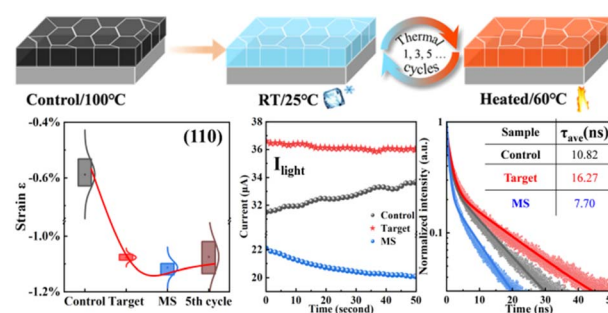 Thermal
1, 3, 5 ...
cycles
Control/100℃
RT/25℃
Heated/60℃
-0.4%
-0.6%
-1.0%
-1.2%
Strain ε
(110)
Control Target MS 5th cycle
36
34
32
22
20
Current (μA)
I light
Control
Target
MS
0 10 20 30 40 50
Time (second)
1
0.1
Normalized intensity (a.u.)
Sample τave(ns)
Control 10.82
Target 16.27
MS 7.70
0 10 20 30 40 50
Time (ns)